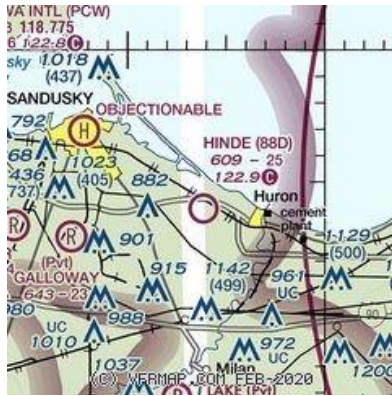 VA INTL (PCW)
118.775
122.8 C
1018
(437)
SANDUSKY
OBJECTIONABLE
792
H
HINDE (88D)
609 - 25
122.9 C
1023
(405)
68
436
737)
882
Huron
cement
plant
R
R
901
1129
(500)
(Pvt)
GALLOWAY
643 - 23
915
1142
(499)
961
UC
980
988
90
UC
1010
972
UC
1037
Milan
(C) VFRMAP.COM FEB-2020
R
LAKE (Pvt)